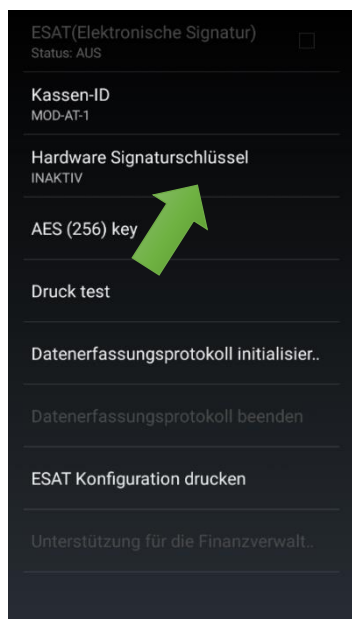 ESAT(Elektronische Signatur)
Status: AUS
Kassen-ID
MOD-AT-1
Hardware Signaturschlüssel
INAKTIV
AES (256) key
Druck test
Datenerfassungsprotokoll initialisier..
Datenerfassungsprotokoll beenden
ESAT Konfiguration drucken
Unterstützung für die Finanzverwalt..